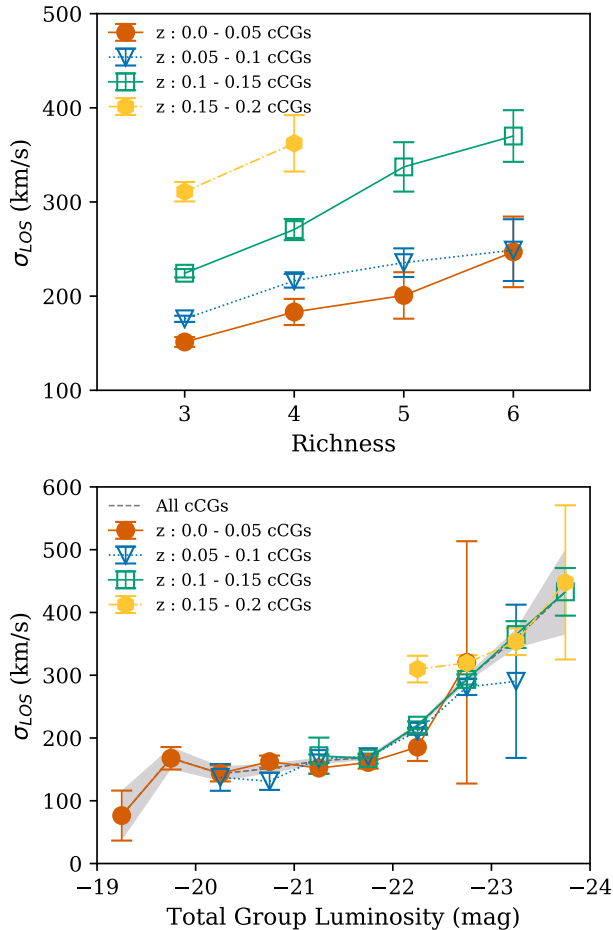 500
400
300
200
100
σLOS (km/s)
z : 0.0 - 0.05 cCGs
z : 0.05 - 0.1 cCGs
z : 0.1 - 0.15 cCGs
z : 0.15 - 0.2 cCGs
3 4 5 6
Richness
600
500
400
300
200
100
0
σLOS (km/s)
All cCGs
z : 0.0 - 0.05 cCGs
z : 0.05 - 0.1 cCGs
z : 0.1 - 0.15 cCGs
z : 0.15 - 0.2 cCGs
−19 −20 −21 −22 −23 −24
Total Group Luminosity (mag)